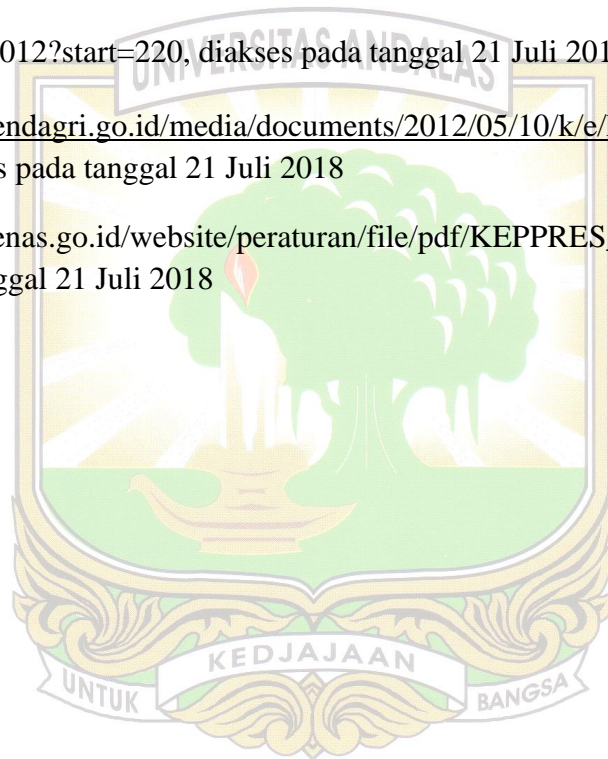 012?start=220, diakses pada tanggal 21 Juli 201
UNIVERSITAS ANDALAS
endagri.go.id/media/documents/2012/05/10/k/e/
s pada tanggal 21 Juli 2018
enas.go.id/website/peraturan/file/pdf/KEPPRES
ggal 21 Juli 2018
KEDJAJAAN
UNTUK
BANGSA